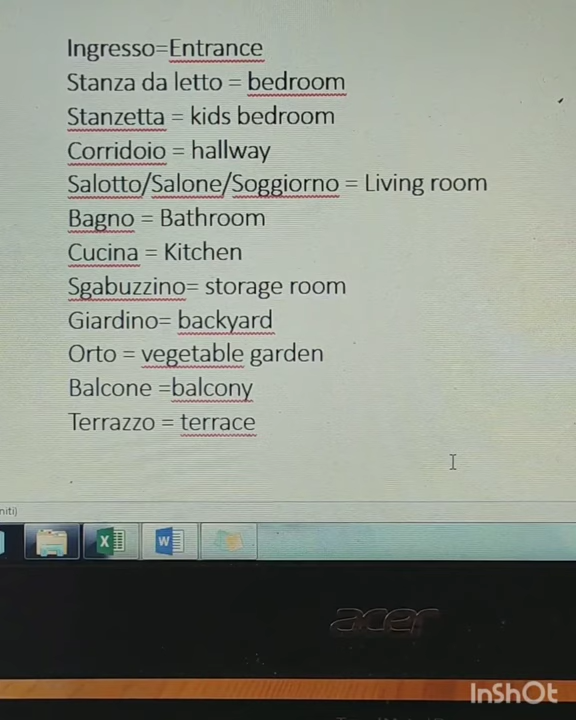 Ingresso=Entrance
Stanza da letto = bedroom
Stanzetta = kids bedroom
Corridoio = hallway
Salotto/Salone/Soggiorno = Living room
Bagno = Bathroom
Cucina = Kitchen
Sgabuzzino= storage room
Giardino= backyard
Orto = vegetable garden
Balcone =balcony
Terrazzo = terrace
niti)
acer
InShOt